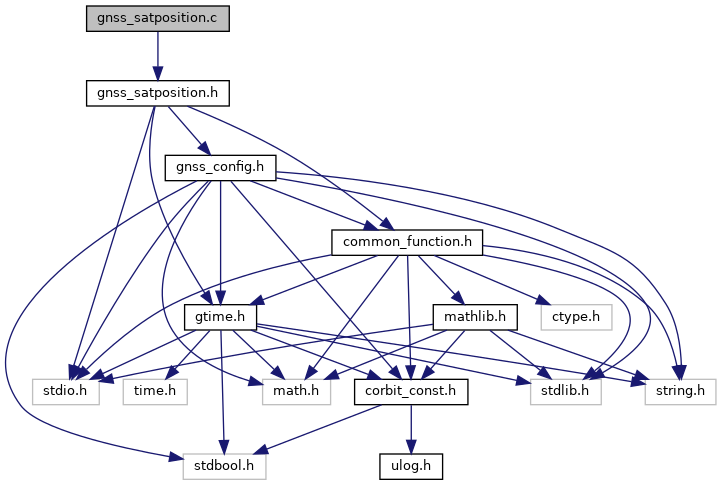 gnss_satposition.c
gnss_satposition.h
gnss_config.h
common_function.h
gtime.h
mathlib.h
ctype.h
stdio.h
time.h
math.h
corbit_const.h
stdlib.h
string.h
stdbool.h
ulog.h